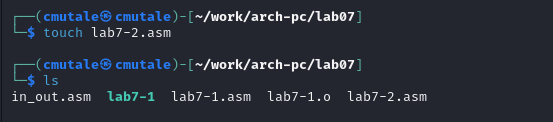 ┌──(cmutale㉿cmutale)-[~/work/arch-pc/lab07]
└─$ touch lab7-2.asm
┌──(cmutale㉿cmutale)-[~/work/arch-pc/lab07]
└─$ ls
in_out.asm  lab7-1  lab7-1.asm  lab7-1.o  lab7-2.asm